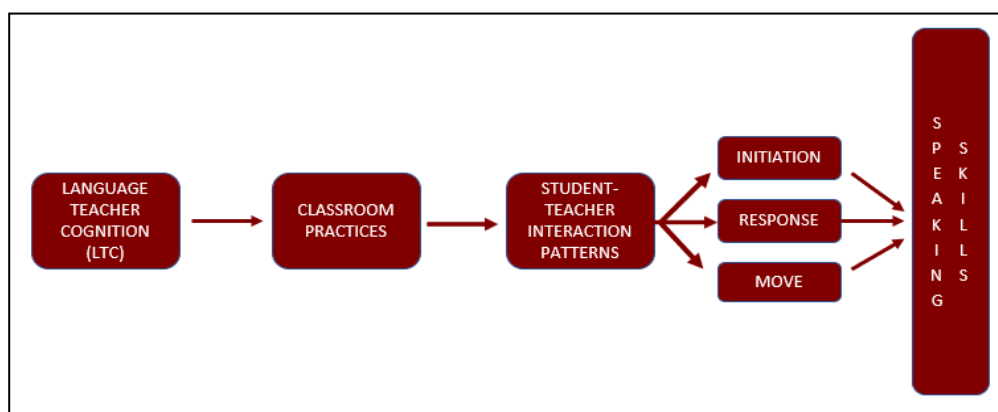 LANGUAGE
TEACHER
COGNITION
(LTC)
CLASSROOM
PRACTICES
STUDENT-
TEACHER
INTERACTION
PATTERNS
INITIATION
RESPONSE
MOVE
SPEAKING
SKILLS